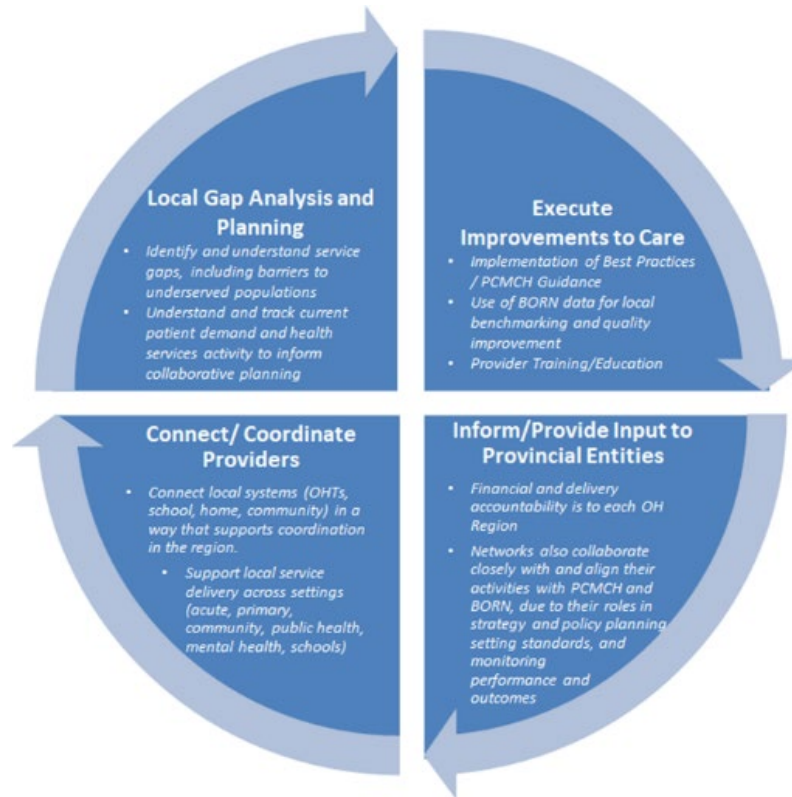 Local Gap Analysis and
Planning
• Identify and understand service
gaps, including barriers to
underserved populations
• Understand and track current
patient demand and health
services activity to inform
collaborative planning
Execute
Improvements to Care
• Implementation of Best Practices
/ PCMCH Guidance
• Use of BORN data for local
benchmarking and quality
improvement
• Provider Training/Education
Connect/ Coordinate
Providers
• Connect local systems (OHTs,
school, home, community) in a
way that supports coordination
in the region.
• Support local service
delivery across settings
(acute, primary,
community, public health,
mental health, schools)
Inform/Provide Input to
Provincial Entities
• Financial and delivery
accountability is to each OH
Region
• Networks also collaborate
closely with and align their
activities with PCMCH and
BORN, due to their roles in
strategy and policy planning
setting standards, and
monitoring
performance and
outcomes